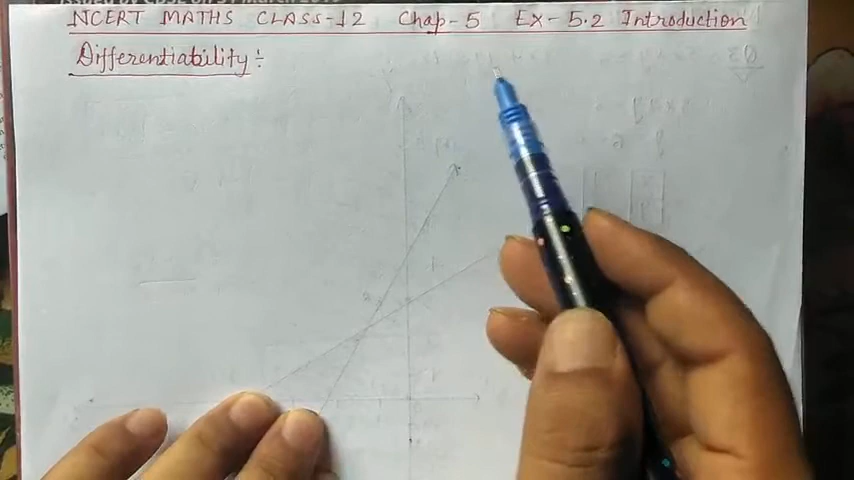 NCERT MATHS CLASS-12 Chap-5 Ex-5.2 Introduction
Differentiability :